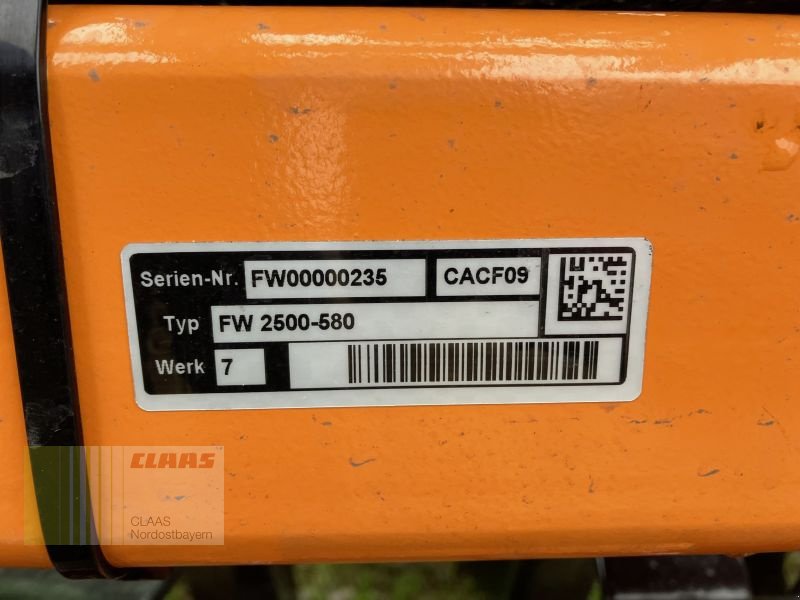 Serien-Nr. FW00000235 CACF09
Typ FW 2500-580
Werk 7
CLAAS
CLAAS
Nordostbayern